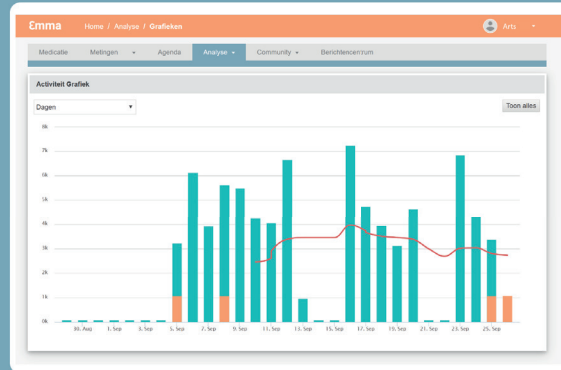 Emma
Home / Analyse / Grafieken
Arts
Medicatie Metingen Agenda Analyse Community Berichtencentrum
Activiteit Grafiek
Dagen
Toon alles
8k
7k
6k
5k
4k
3k
2k
1k
0k
30. Aug 1. Sep 3. Sep 5. Sep 7. Sep 9. Sep 11. Sep 13. Sep 15. Sep 17. Sep 19. Sep 21. Sep 23. Sep 25. Sep